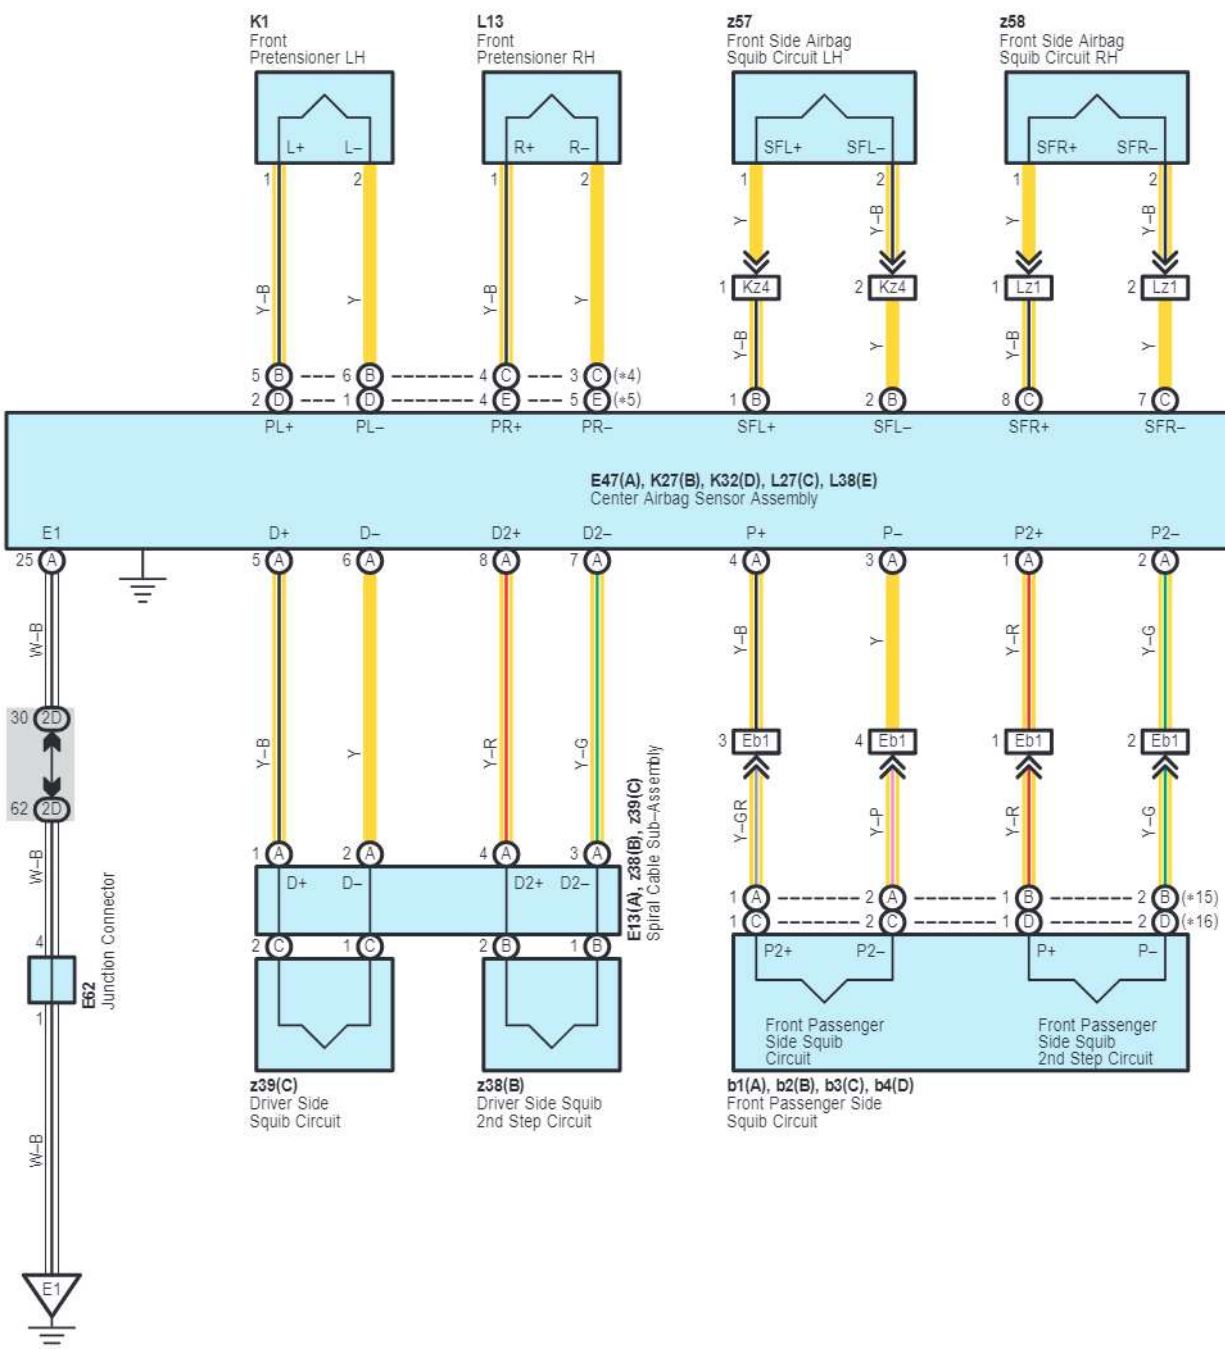 K1
Front
Pretensioner LH
L13
Front
Pretensioner RH
z57
Front Side Airbag
Squib Circuit LH
z58
Front Side Airbag
Squib Circuit RH
L+ L– R+ R– SFL+ SFL– SFR+ SFR–
1 2 1 2 1 2 1 2
Y Y–B Y Y–B
1 Kz4 2 Kz4 1 Lz1 2 Lz1
Y–B Y Y–B Y Y–B Y Y–B Y
5 B 6 B 4 C 3 C (*4)
2 D 1 D 4 E 5 E (*5) 1 B 2 B 8 C 7 C
PL+ PL– PR+ PR– SFL+ SFL– SFR+ SFR–
E47(A), K27(B), K32(D), L27(C), L38(E)
Center Airbag Sensor Assembly
E1 D+ D– D2+ D2– P+ P– P2+ P2–
25 A 5 A 6 A 8 A 7 A 4 A 3 A 1 A 2 A
W–B Y–B Y Y–R Y–G
30 2D
3 Eb1 4 Eb1 1 Eb1 2 Eb1
Y–B Y Y–R Y–G
62 2D
W–B
Y–GR Y–P Y–R Y–G
1 A 2 A 4 A 3 A
D+ D– D2+ D2–
E13(A), z38(B), z39(C)
Spiral Cable Sub–Assembly
1 A 2 A 1 B 2 B (*15)
1 C 2 C 1 D 2 D (*16)
2 C 1 C 2 B 1 B
4
E62
Junction Connector
1
P2+ P2– P+ P–
Front Passenger
Side Squib
Circuit
Front Passenger
Side Squib
2nd Step Circuit
z39(C)
Driver Side
Squib Circuit
z38(B)
Driver Side Squib
2nd Step Circuit
b1(A), b2(B), b3(C), b4(D)
Front Passenger Side
Squib Circuit
W–B
E1